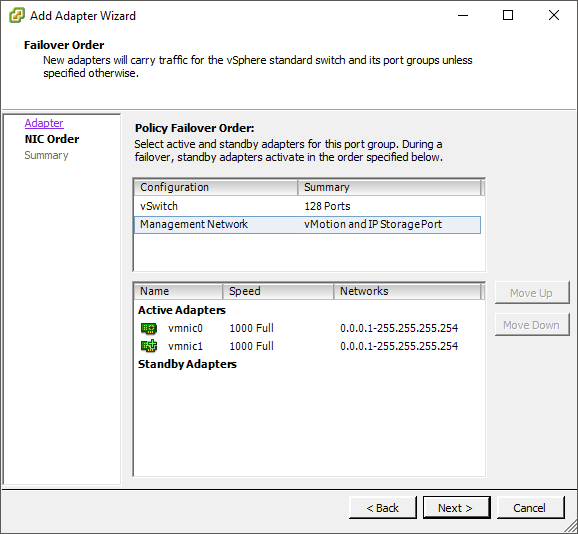 Add Adapter Wizard
Failover Order
New adapters will carry traffic for the vSphere standard switch and its port groups unless
specified otherwise.
Adapter
NIC Order
Summary
Policy Failover Order:
Select active and standby adapters for this port group. During a
failover, standby adapters activate in the order specified below.
Configuration Summary
vSwitch 128 Ports
Management Network vMotion and IP StoragePort
Name Speed Networks
Active Adapters
vmnic0 1000 Full 0.0.0.1-255.255.255.254
vmnic1 1000 Full 0.0.0.1-255.255.255.254
Standby Adapters
Move Up
Move Down
< Back Next > Cancel